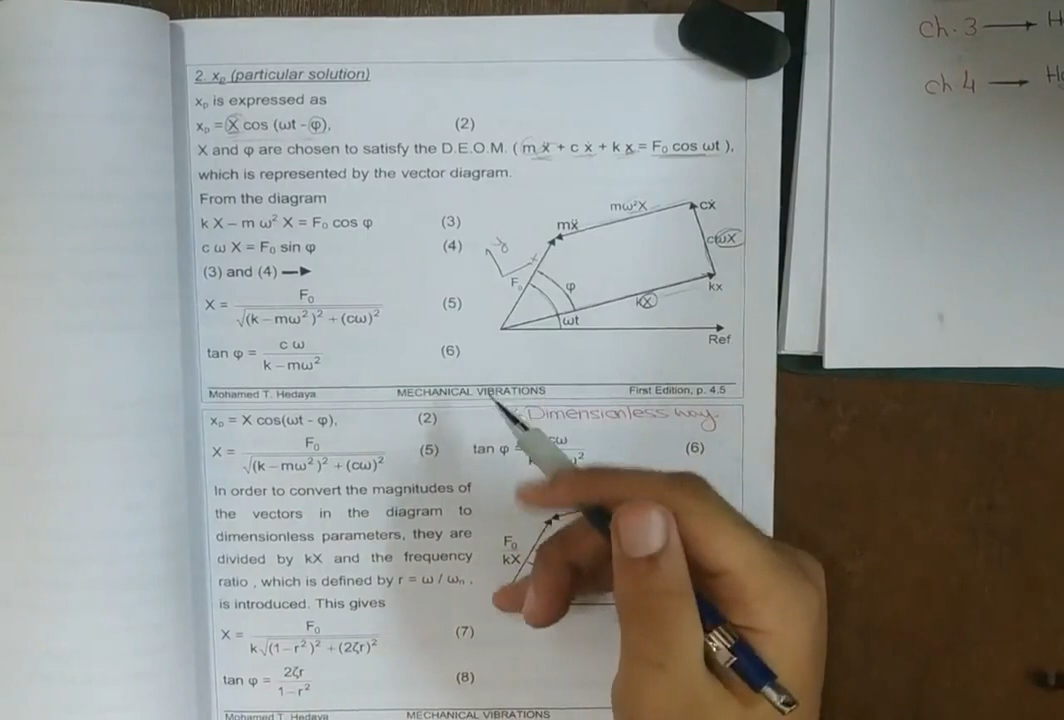 2. xₚ (particular solution)
xₚ is expressed as
xₚ = X cos (ωt - φ), (2)
X and φ are chosen to satisfy the D.E.O.M. ( m ẍ + c ẋ + k x = F₀ cos ωt ),
which is represented by the vector diagram.
From the diagram
k X – m ω² X = F₀ cos φ (3)
c ω X = F₀ sin φ (4)
(3) and (4)
X = F₀ / √((k – mω²)² + (cω)²) (5)
tan φ = c ω / (k – mω²) (6)
mω²X
cẋ
mẍ
cωX
F₀
φ
kx
kX
ωt
Ref
Mohamed T. Hedaya MECHANICAL VIBRATIONS First Edition, p. 4.5
xₚ = X cos(ωt - φ), (2) Dimensionless way.
X = F₀ / √((k – mω²)² + (cω)²) (5) tan φ = cω (6)
In order to convert the magnitudes of
the vectors in the diagram to
dimensionless parameters, they are
divided by kX and the frequency
ratio , which is defined by r = ω / ωₙ ,
is introduced. This gives
F₀
kX
X = F₀ / k√((1 – r²)² + (2ζr)²) (7)
tan φ = 2ζr / (1 – r²) (8)
Mohamed T. Hedaya MECHANICAL VIBRATIONS
ch. 3 → H
ch 4 →